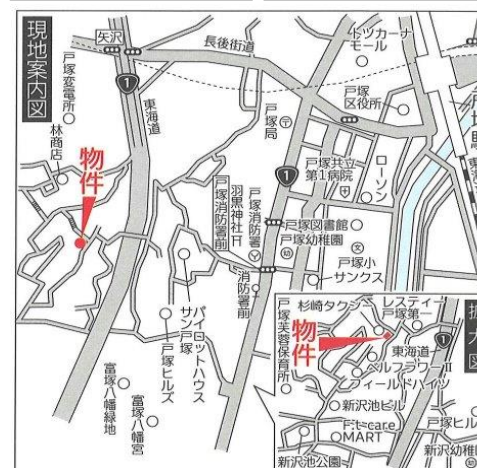 現地案内図
矢沢
長後街道
トツカーナ
モール
戸塚変電所
1
東海道
戸塚
区役所
林商店
戸塚局
物件
1
戸塚共立
第1病院
ローソン
戸塚消防署前
羽黒神社
戸塚消防署
戸塚図書館
戸塚幼稚園
幼
文
戸塚小
サンクス
消防署前
パイロットハウス
サン戸塚
戸塚ヒルズ
富塚八幡緑地
富塚八幡宮
杉崎タクシー
レスティー
戸塚第一
物件
戸塚芙蓉保育所
東海道
1
ベルフラワーII
フィールドハイツ
新沢池ビル
Fit care
MART
戸塚ヒル
新沢池公園
新沢幼稚
幼